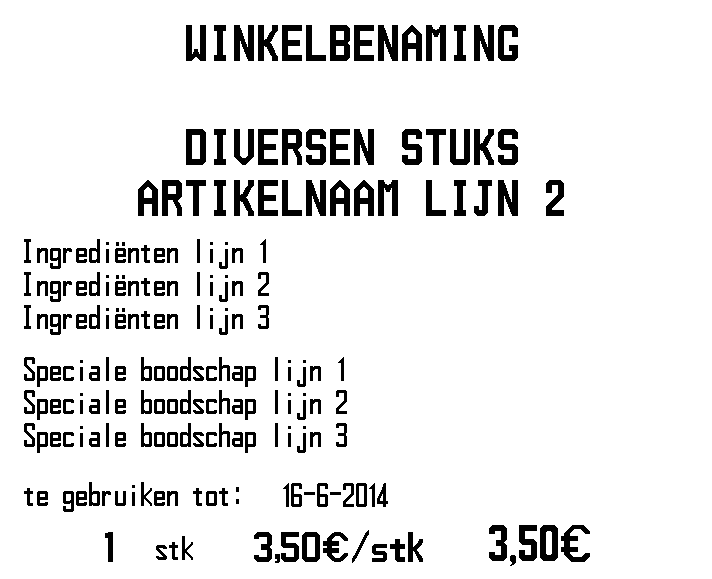 WINKELBENAMING
DIVERSEN STUKS
ARTIKELNAAM LIJN 2
Ingrediënten lijn 1
Ingrediënten lijn 2
Ingrediënten lijn 3
Speciale boodschap lijn 1
Speciale boodschap lijn 2
Speciale boodschap lijn 3
te gebruiken tot: 16-6-2014
1 stk 3,50€/stk 3,50€